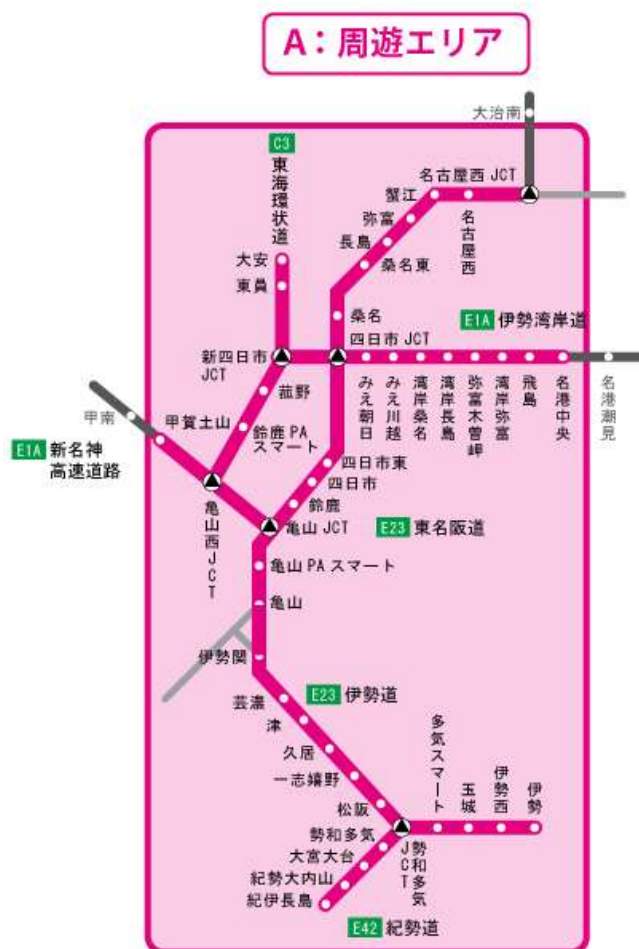 A：周遊エリア
大治南
C3
東海環状道
名古屋西 JCT
蟹江
弥富
名古屋西
長島
大安
桑名東
東員
桑名
E1A 伊勢湾岸道
四日市 JCT
新四日市
JCT
みえ朝日
みえ川越
湾岸桑名
湾岸長島
弥富木曽岬
湾岸弥富
飛島
名港中央
名港潮見
菰野
甲南
甲賀土山
鈴鹿 PA
スマート
E1A 新名神
高速道路
四日市東
四日市
鈴鹿
亀山西JCT
亀山 JCT
E23 東名阪道
亀山 PA スマート
亀山
伊勢関
E23 伊勢道
芸濃
津
久居
一志嬉野
松阪
多気スマート
玉城
伊勢西
伊勢
勢和多気
勢和多気
JCT
大宮大台
紀勢大内山
紀伊長島
E42 紀勢道